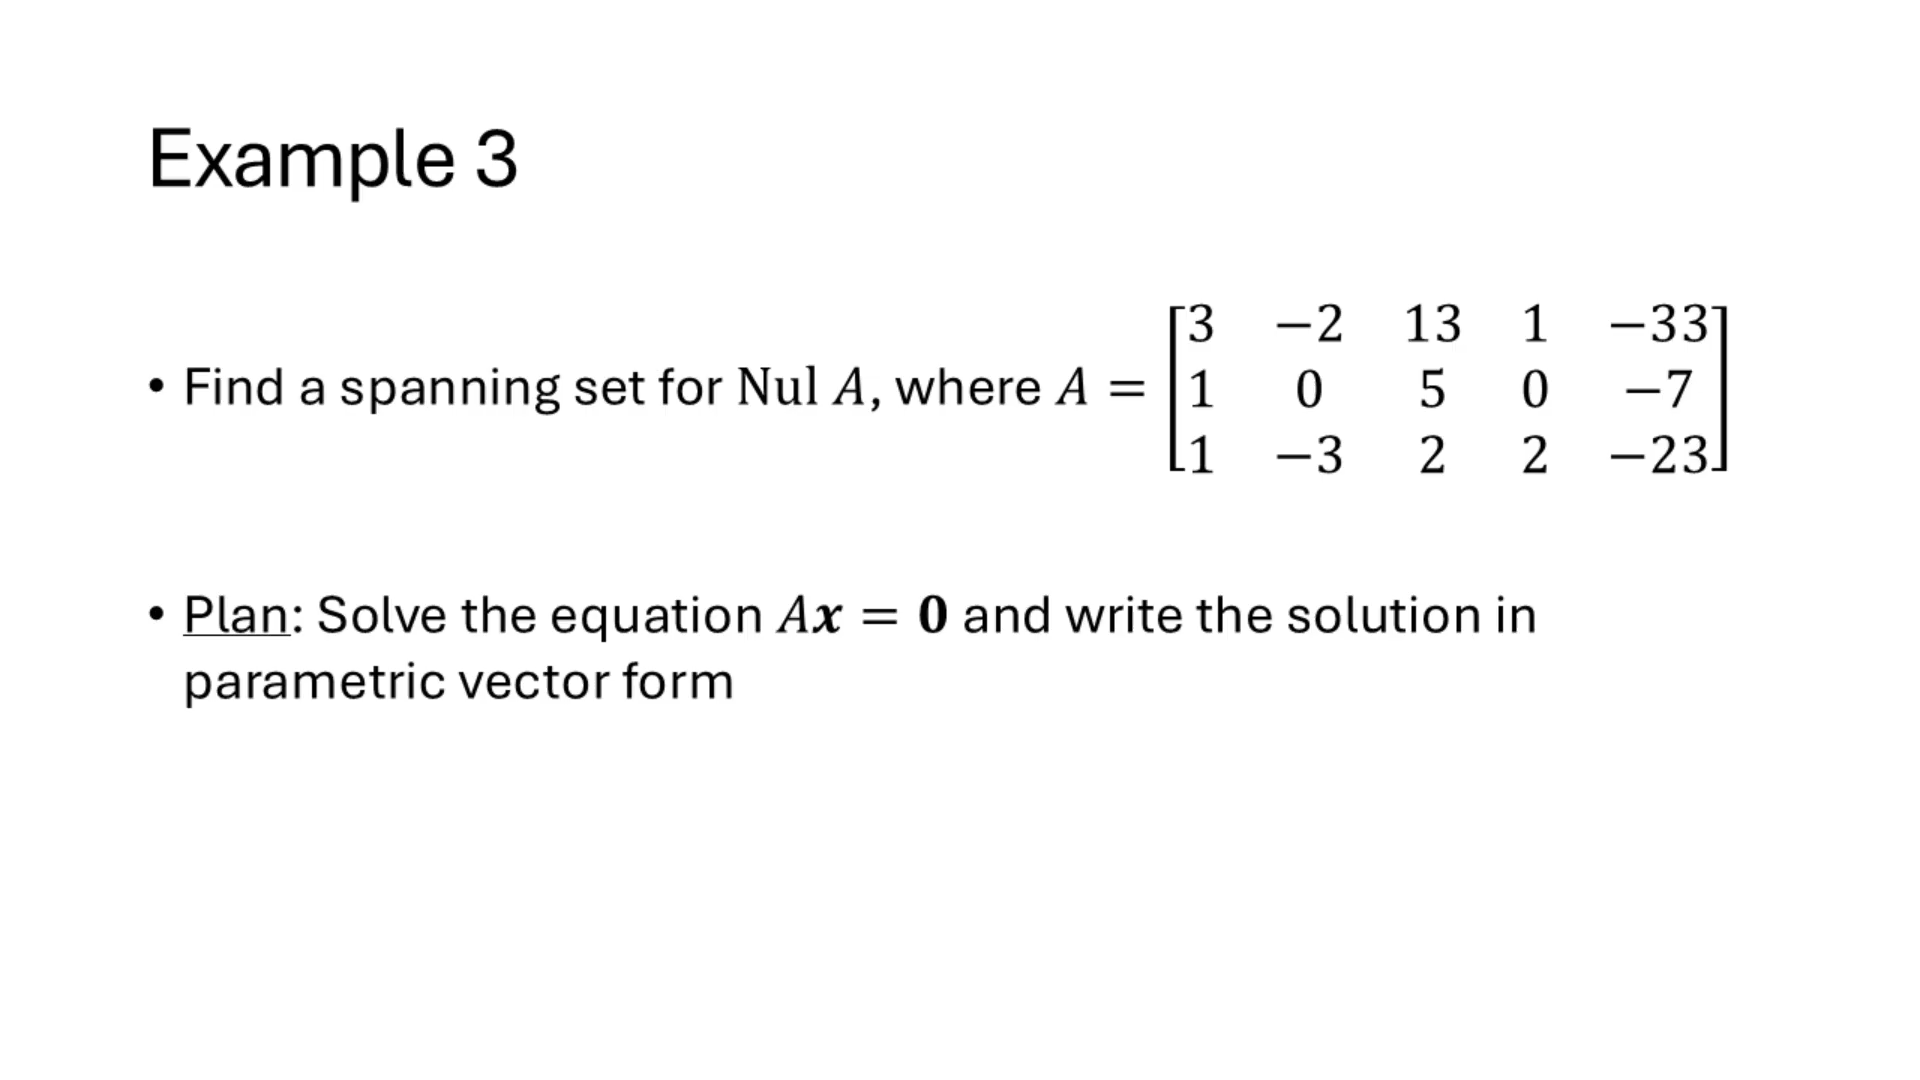 Example 3
• Find a spanning set for Nul A, where A = [3 −2 13 1 −33
1 0 5 0 −7
1 −3 2 2 −23]
• Plan: Solve the equation Ax = 0 and write the solution in
parametric vector form